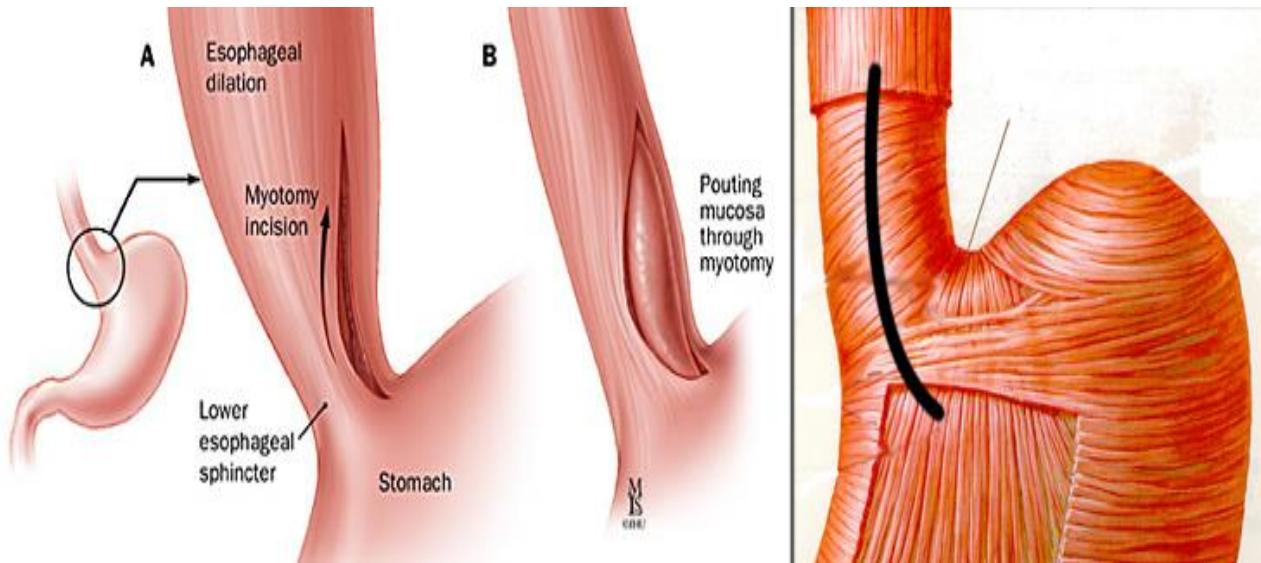 A
Esophageal
dilation
Myotomy
incision
Lower
esophageal
sphincter
Stomach
B
Pouting
mucosa
through
myotomy